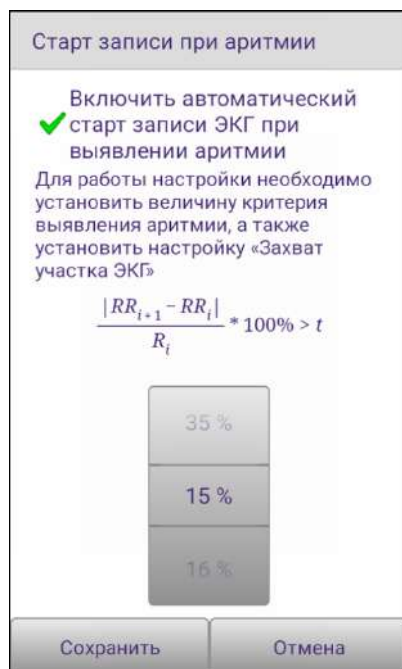 Старт записи при аритмии
Включить автоматический
старт записи ЭКГ при
выявлении аритмии
Для работы настройки необходимо
установить величину критерия
выявления аритмии, а также
установить настройку «Захват
участка ЭКГ»
|RRᵢ₊₁ − RRᵢ| / Rᵢ * 100% > t
35 %
15 %
16 %
Сохранить Отмена